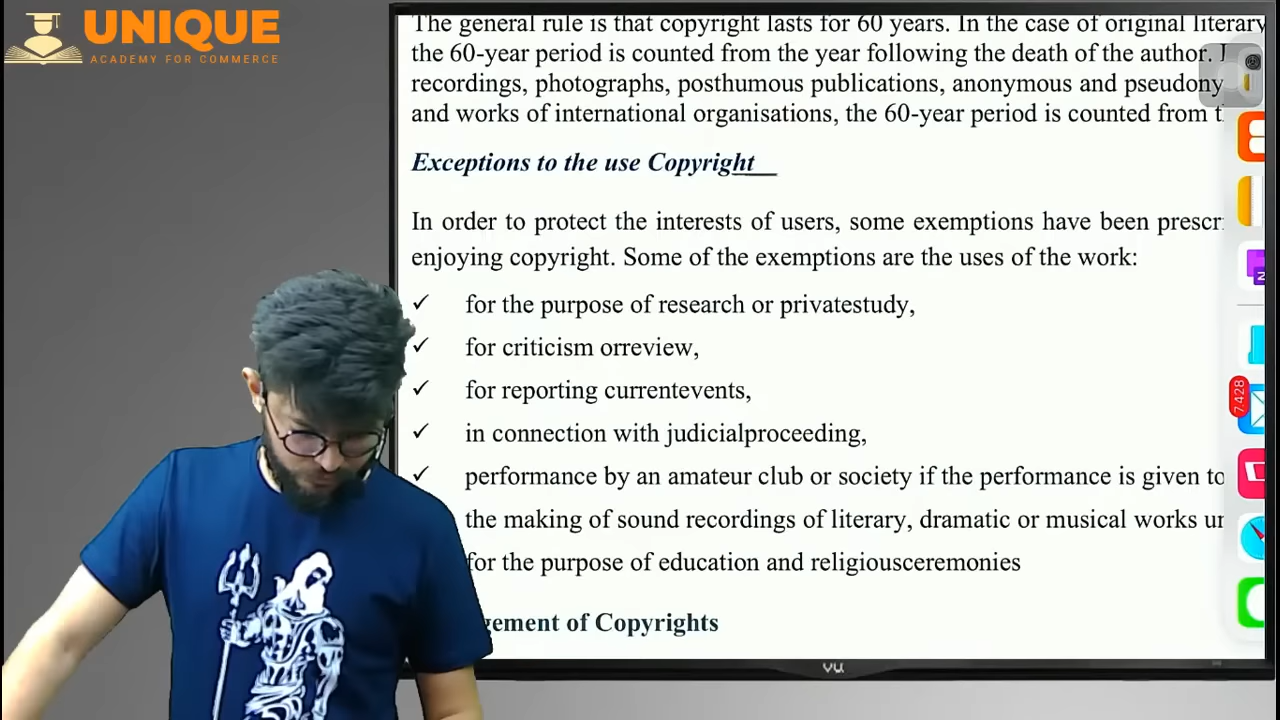 UNIQUE
ACADEMY FOR COMMERCE
The general rule is that copyright lasts for 60 years. In the case of original literary
the 60-year period is counted from the year following the death of the author.
recordings, photographs, posthumous publications, anonymous and
and works of international organisations, the 60-year period is counted from
Exceptions to the use Copyright
In order to protect the interests of users, some exemptions have been
enjoying copyright. Some of the exemptions are the uses of the work:
✓ for the purpose of research or privatestudy,
✓ for criticism orreview,
✓ for reporting currentevents,
✓ in connection with judicialproceeding,
✓ performance by an amateur club or society if the performance is given to
the making of sound recordings of literary, dramatic or musical works
for the purpose of education and religiousceremonies
of Copyrights
7.428
VU